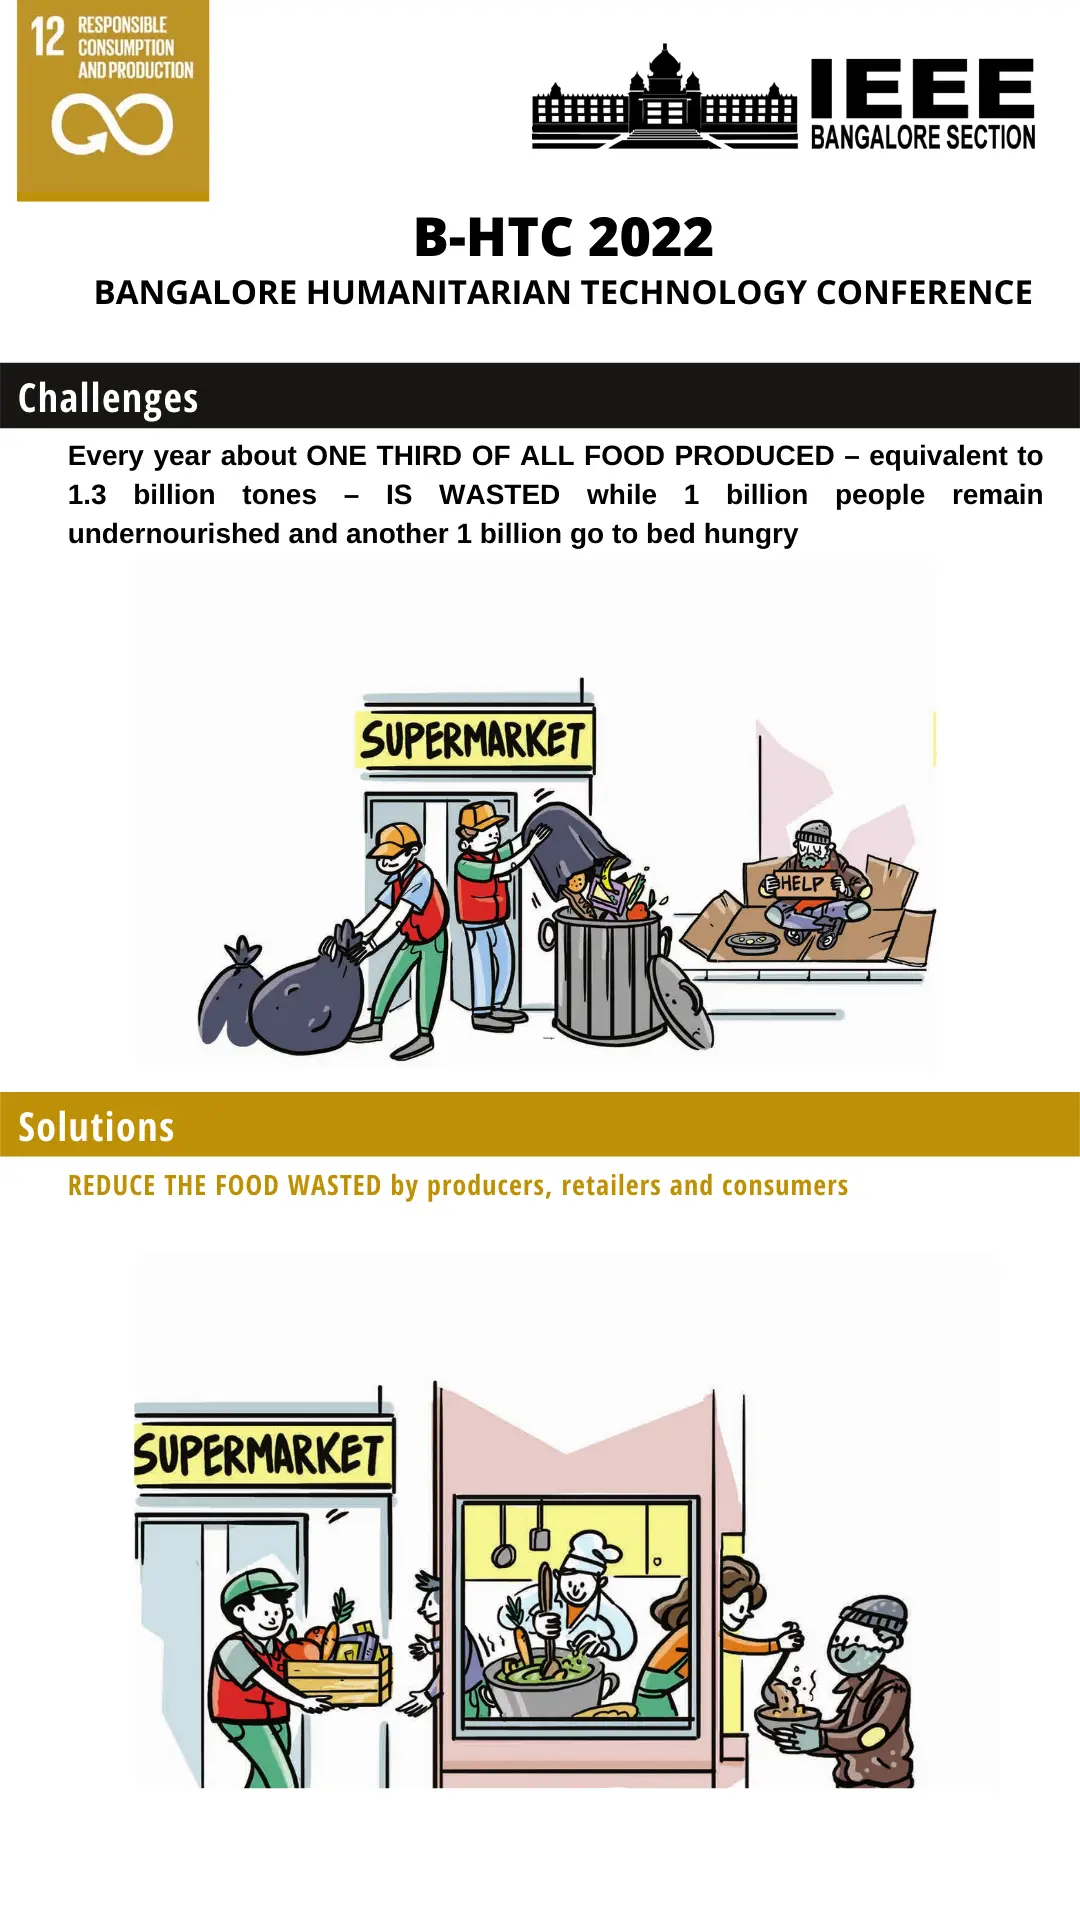 12 RESPONSIBLE
CONSUMPTION
AND PRODUCTION
IEEE
BANGALORE SECTION
B-HTC 2022
BANGALORE HUMANITARIAN TECHNOLOGY CONFERENCE
Challenges
Every year about ONE THIRD OF ALL FOOD PRODUCED – equivalent to
1.3 billion tones – IS WASTED while 1 billion people remain
undernourished and another 1 billion go to bed hungry
SUPERMARKET
HELP
Solutions
REDUCE THE FOOD WASTED by producers, retailers and consumers
SUPERMARKET